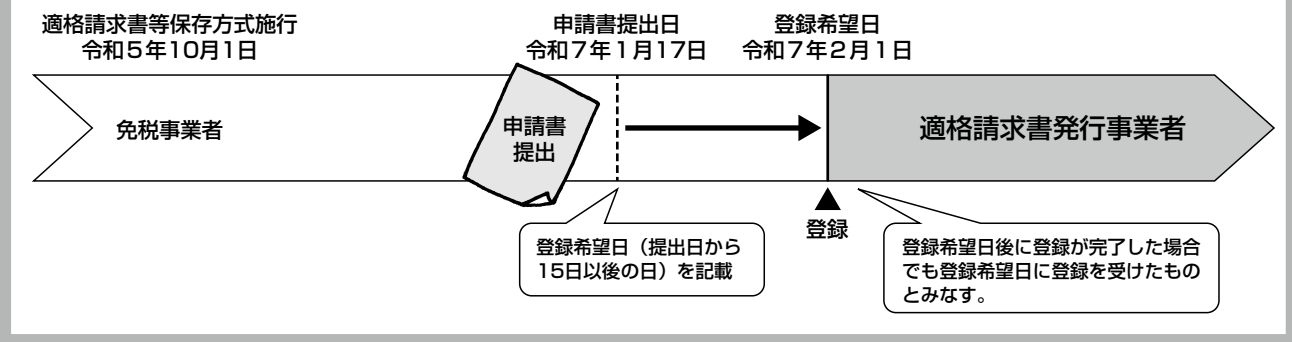 適格請求書等保存方式施行
令和5年10月1日
申請書提出日
令和7年1月17日
登録希望日
令和7年2月1日
免税事業者
申請書
提出
適格請求書発行事業者
登録
登録希望日（提出日から
15日以後の日）を記載
登録希望日後に登録が完了した場合
でも登録希望日に登録を受けたもの
とみなす。